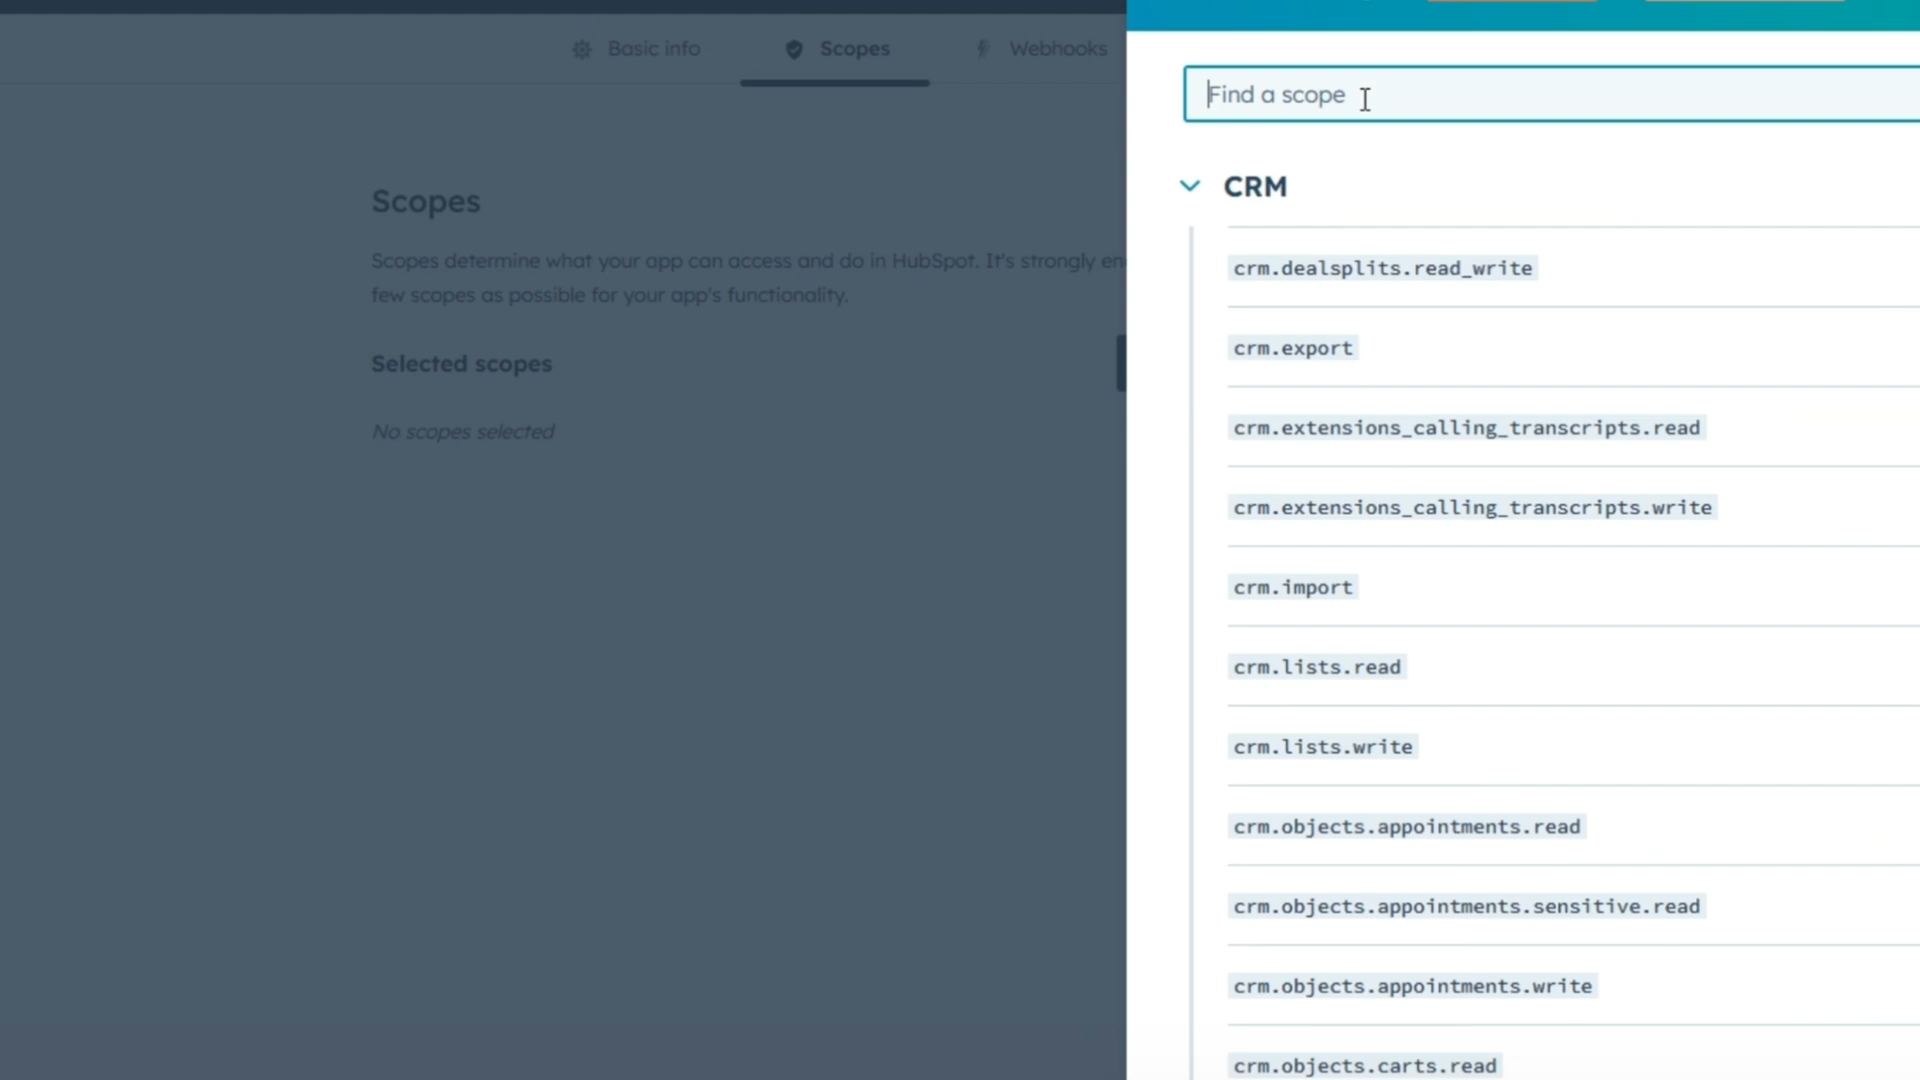 Basic info
Scopes
Webhooks
Scopes
Scopes determine what your app can access and do in HubSpot. It's strongly en
few scopes as possible for your app's functionality.
Selected scopes
No scopes selected
Find a scope
CRM
crm.dealsplits.read_write
crm.export
crm.extensions_calling_transcripts.read
crm.extensions_calling_transcripts.write
crm.import
crm.lists.read
crm.lists.write
crm.objects.appointments.read
crm.objects.appointments.sensitive.read
crm.objects.appointments.write
crm.objects.carts.read